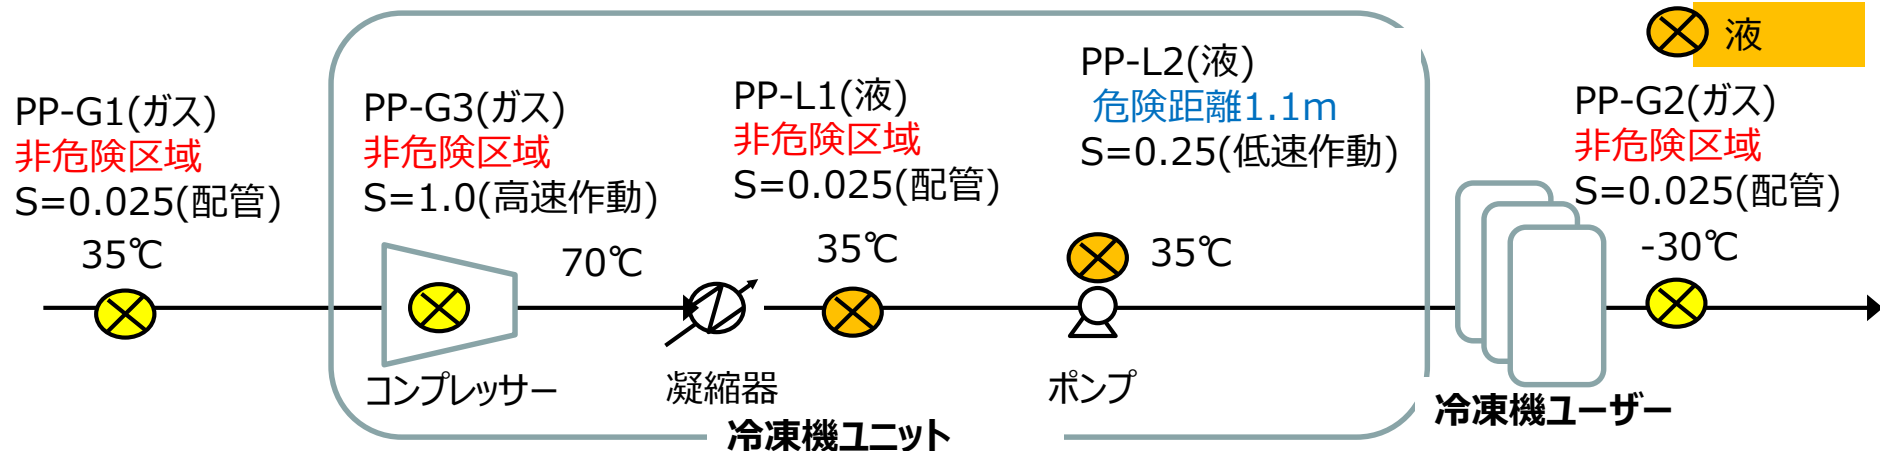 液
PP-G1(ガス)
非危険区域
S=0.025(配管)
35℃
PP-G3(ガス)
非危険区域
S=1.0(高速作動)
70℃
コンプレッサー
凝縮器
PP-L1(液)
非危険区域
S=0.025(配管)
35℃
PP-L2(液)
危険距離1.1m
S=0.25(低速作動)
35℃
ポンプ
冷凍機ユニット
PP-G2(ガス)
非危険区域
S=0.025(配管)
-30℃
冷凍機ユーザー